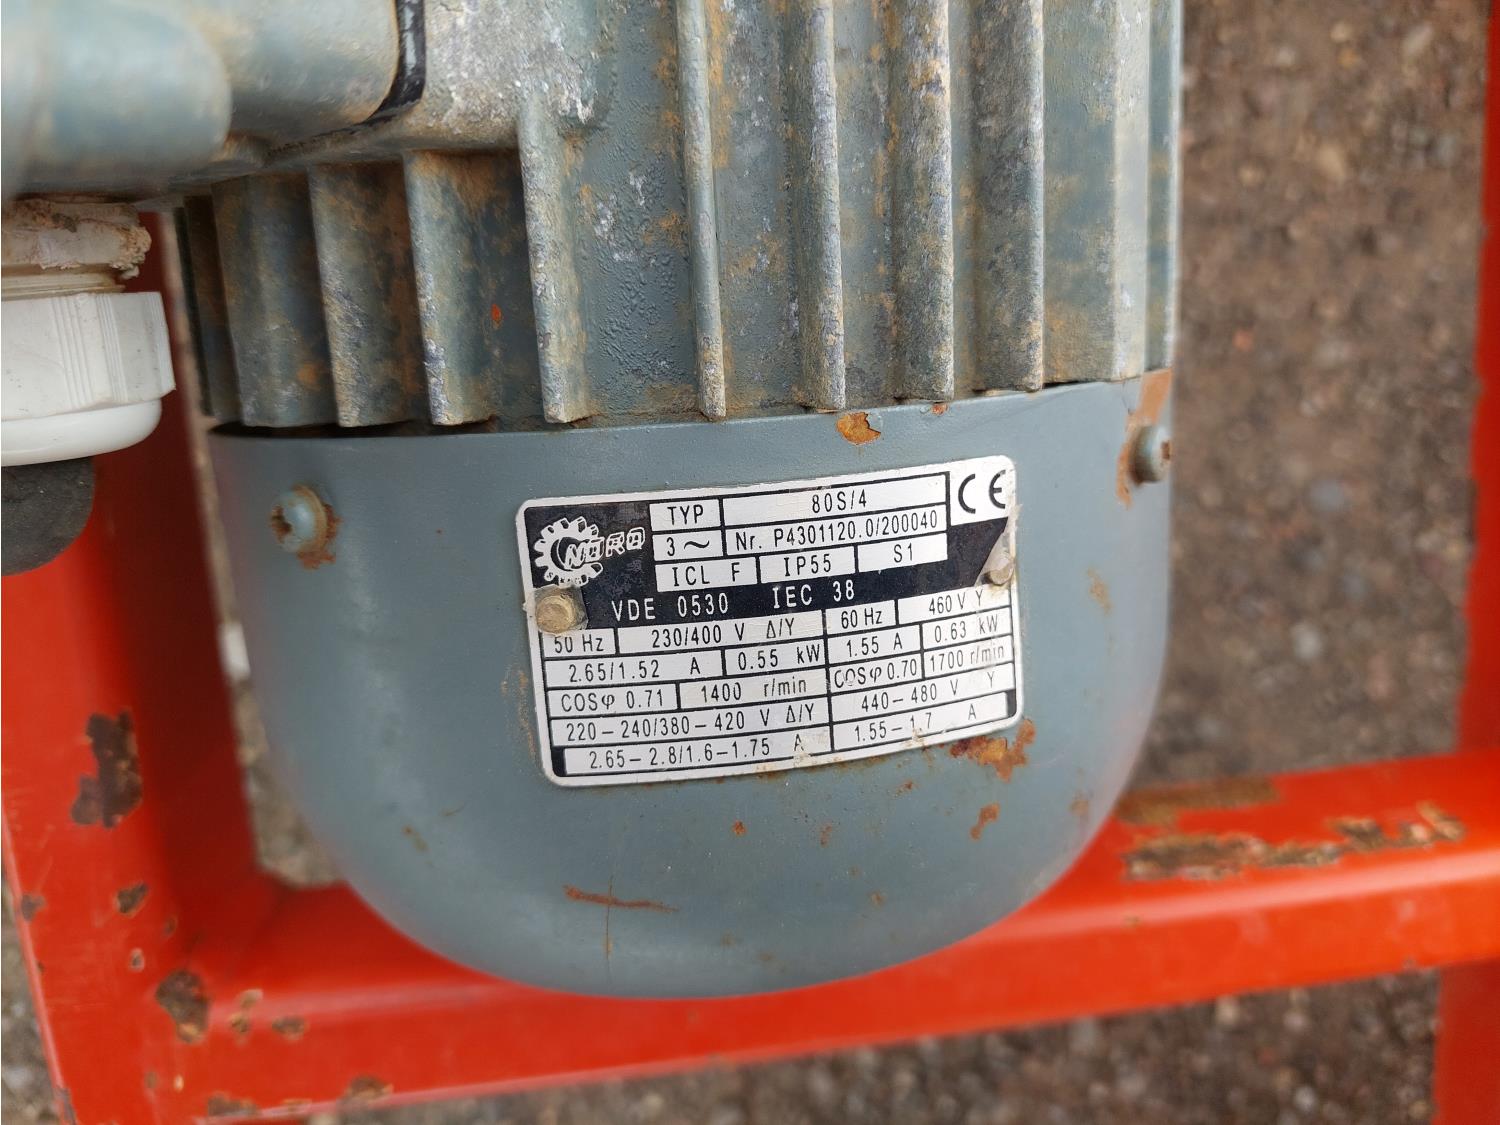 TYP 80S/4 CE
3 ~ Nr. P4301120.0/200040
ICL F IP55 S1
VDE 0530 IEC 38
50 Hz 230/400 V Δ/Y 60 Hz 460 V Y
2.65/1.52 A 0.55 kW 1.55 A 0.63 kW
COSφ 0.71 1400 r/min COSφ 0.70 1700 r/min
220–240/380–420 V Δ/Y 440–480 V Y
2.65–2.8/1.6–1.75 A 1.55–1.7 A